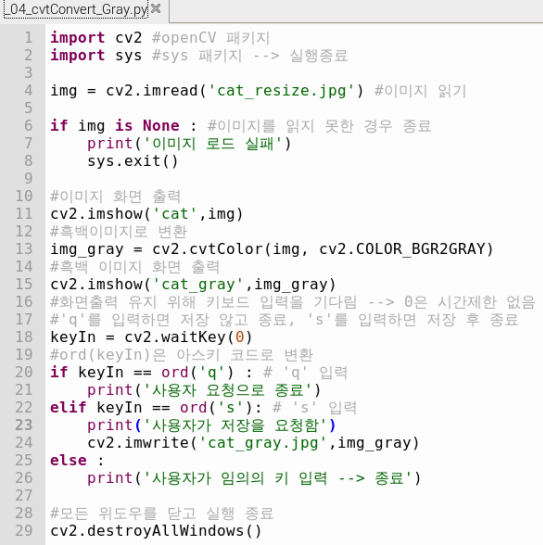 _04_cvtConvert_Gray.py
1 import cv2 #openCV 패키지
2 import sys #sys 패키지 --> 실행종료
3
4 img = cv2.imread('cat_resize.jpg') #이미지 읽기
5
6 if img is None : #이미지를 읽지 못한 경우 종료
7     print('이미지 로드 실패')
8     sys.exit()
9
10 #이미지 화면 출력
11 cv2.imshow('cat',img)
12 #흑백이미지로 변환
13 img_gray = cv2.cvtColor(img, cv2.COLOR_BGR2GRAY)
14 #흑백 이미지 화면 출력
15 cv2.imshow('cat_gray',img_gray)
16 #화면출력 유지 위해 키보드 입력을 기다림 --> 0은 시간제한 없음
17 #'q'를 입력하면 저장 않고 종료, 's'를 입력하면 저장 후 종료
18 keyIn = cv2.waitKey(0)
19 #ord(keyIn)은 아스키 코드로 변환
20 if keyIn == ord('q') : # 'q' 입력
21     print('사용자 요청으로 종료')
22 elif keyIn == ord('s'): # 's' 입력
23     print('사용자가 저장을 요청함')
24     cv2.imwrite('cat_gray.jpg',img_gray)
25 else :
26     print('사용자가 임의의 키 입력 --> 종료')
27
28 #모든 위도우를 닫고 실행 종료
29 cv2.destroyAllWindows()